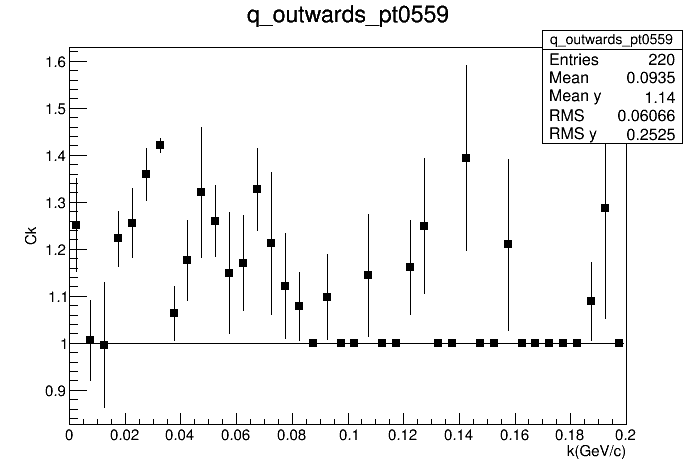 q_outwards_pt0559
q_outwards_pt0559
Entries 220
Mean 0.0935
Mean y 1.14
RMS 0.06066
RMS y 0.2525
Ck
1.6
1.5
1.4
1.3
1.2
1.1
1
0.9
0 0.02 0.04 0.06 0.08 0.1 0.12 0.14 0.16 0.18 0.2
k(GeV/c)